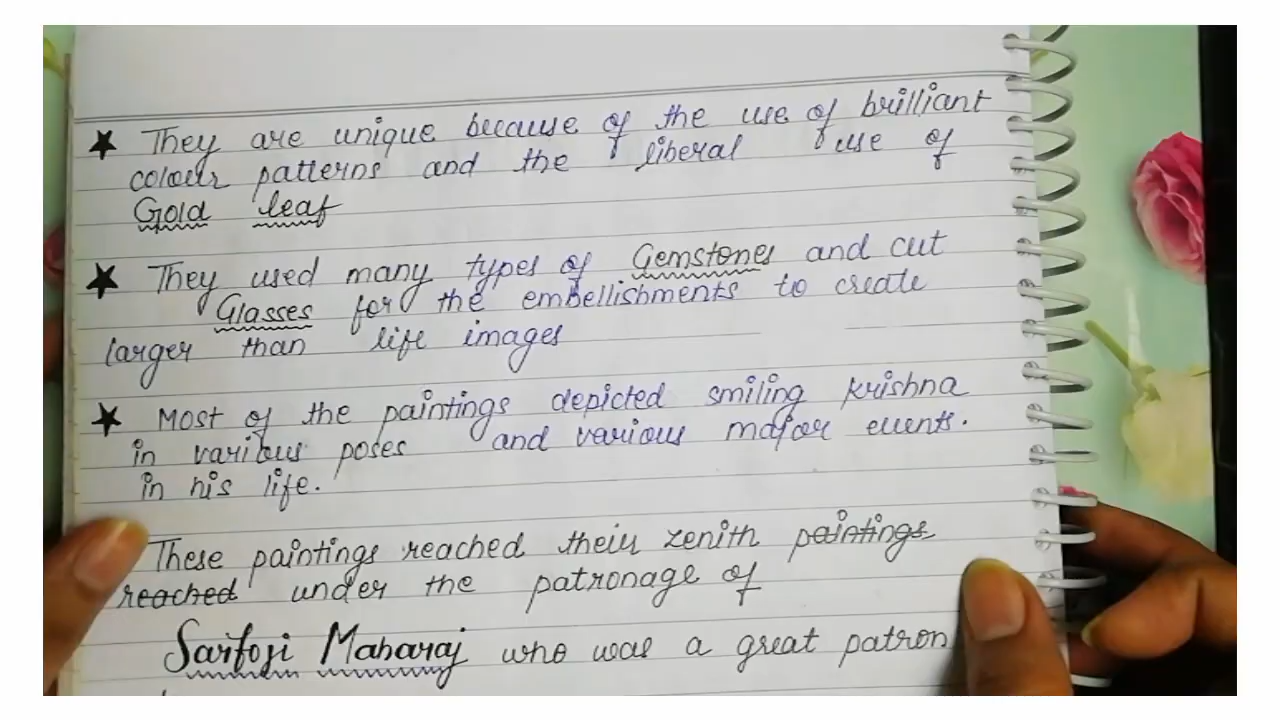 ★ They are unique because of the use of brilliant
colour patterns and the liberal use of
Gold leaf
★ They used many types of Gemstones and cut
Glasses for the embellishments to create
larger than life images
★ Most of the paintings depicted smiling krishna
in various poses and various major events.
in his life.
These paintings reached their zenith paintings
reached under the patronage of
Sarfoji Maharaj who was a great patron